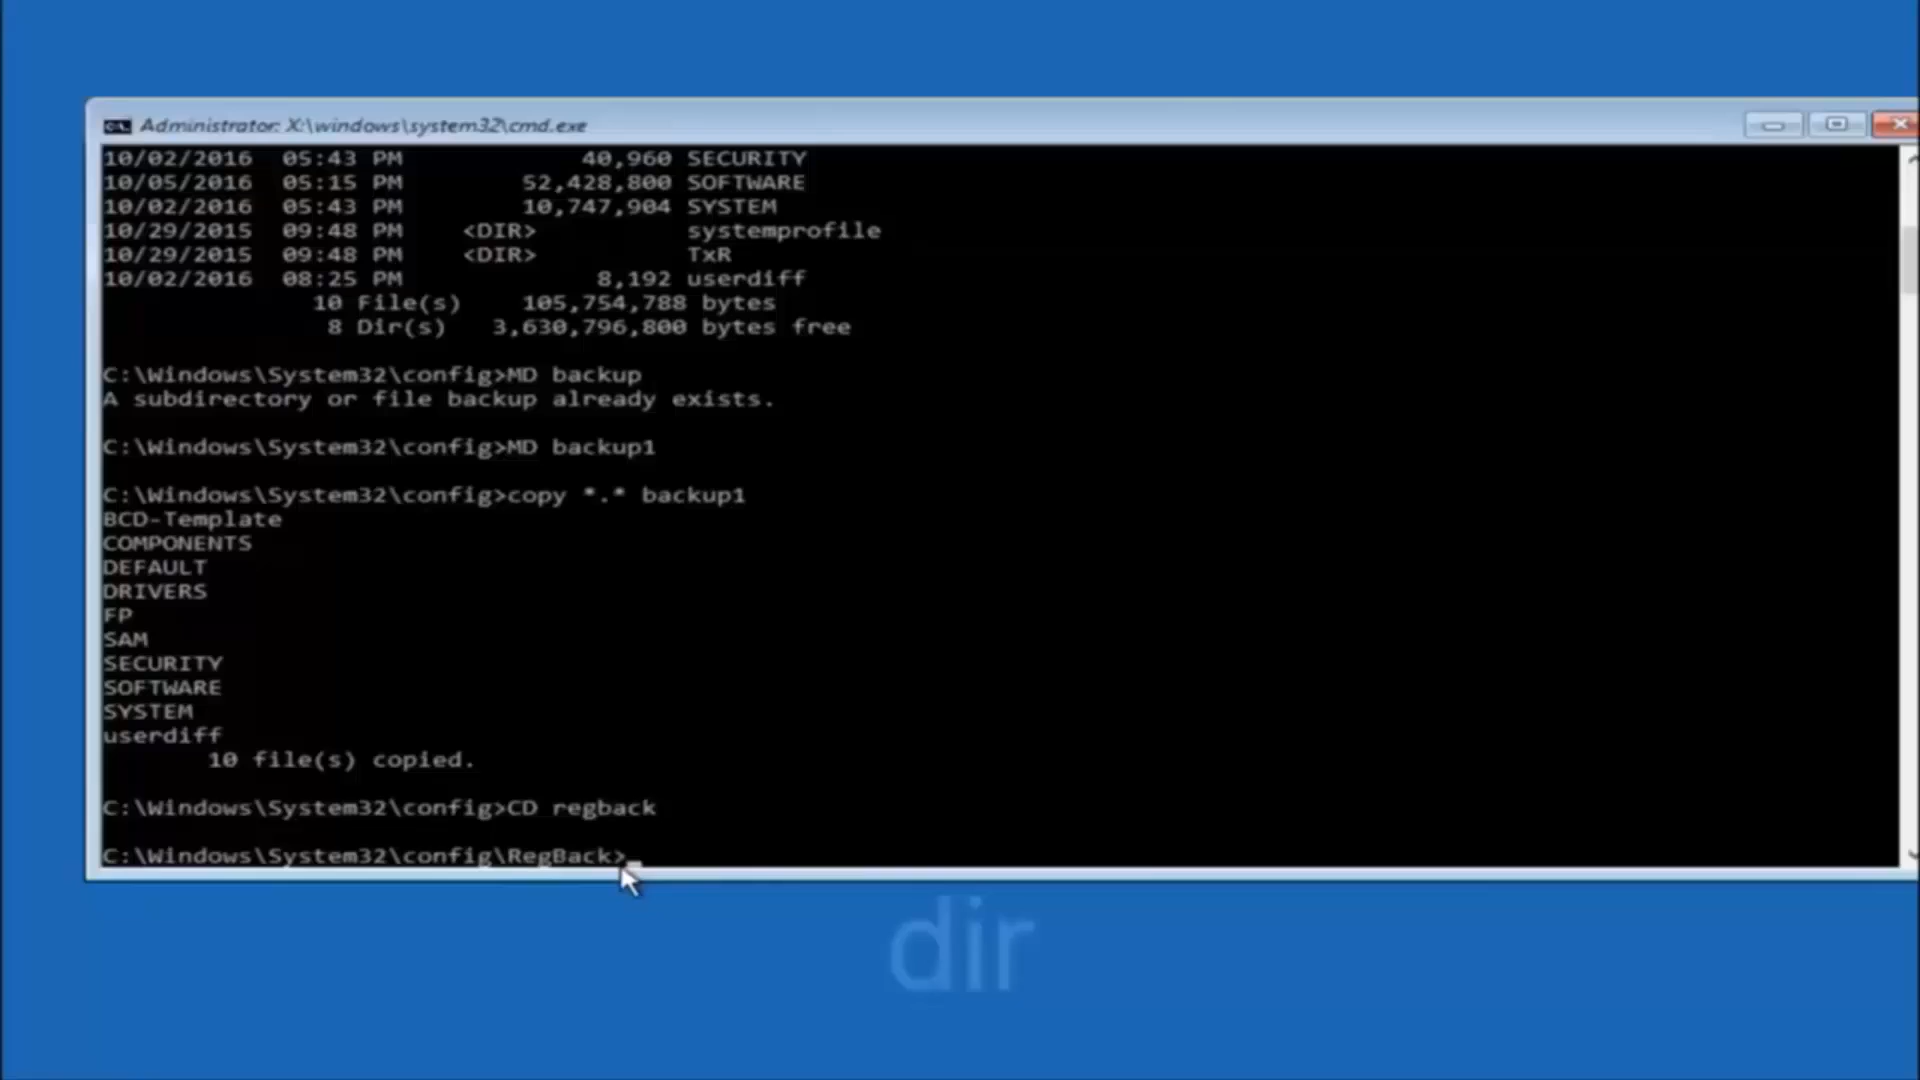 Administrator: X:\windows\system32\cmd.exe
10/02/2016 05:43 PM 40,960 SECURITY
10/05/2016 05:15 PM 52,428,800 SOFTWARE
10/02/2016 05:43 PM 10,747,904 SYSTEM
10/29/2015 09:48 PM <DIR> systemprofile
10/29/2015 09:48 PM <DIR> TxR
10/02/2016 08:25 PM 8,192 userdiff
10 File(s) 105,754,788 bytes
8 Dir(s) 3,630,796,800 bytes free
C:\Windows\System32\config>MD backup
A subdirectory or file backup already exists.
C:\Windows\System32\config>MD backup1
C:\Windows\System32\config>copy *.* backup1
BCD-Template
COMPONENTS
DEFAULT
DRIVERS
FP
SAM
SECURITY
SOFTWARE
SYSTEM
userdiff
10 file(s) copied.
C:\Windows\System32\config>CD regback
C:\Windows\System32\config\RegBack>
dir